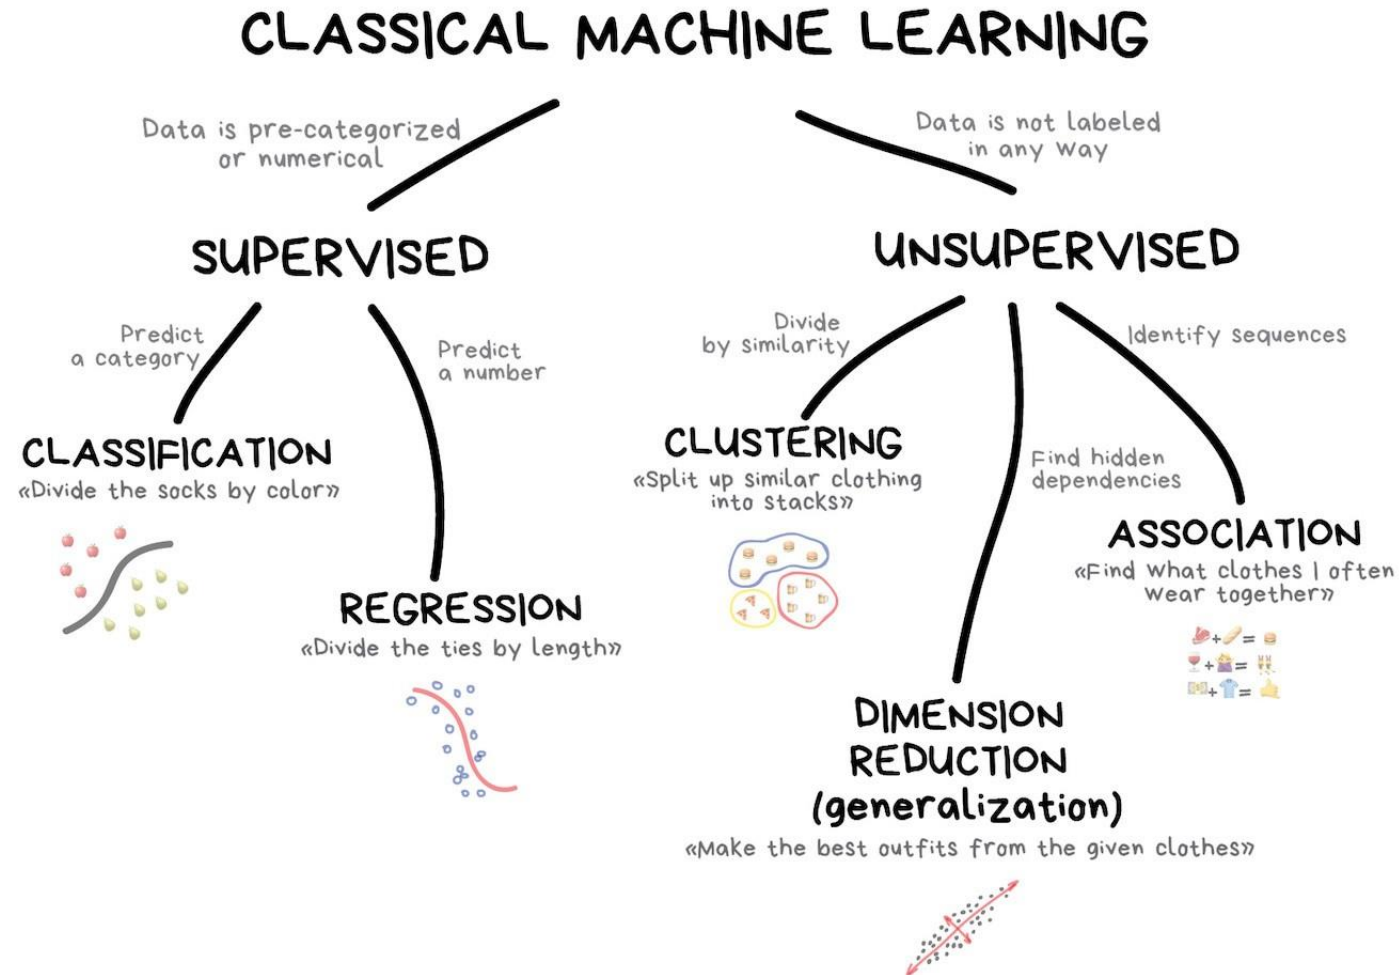 CLASSICAL MACHINE LEARNING
Data is pre-categorized
or numerical
Data is not labeled
in any way
SUPERVISED
UNSUPERVISED
Predict
a category
Predict
a number
Divide
by similarity
Identify sequences
CLASSIFICATION
«Divide the socks by color»
CLUSTERING
«Split up similar clothing
into stacks»
Find hidden
dependencies
ASSOCIATION
«Find what clothes I often
wear together»
REGRESSION
«Divide the ties by length»
+ =
+ =
+ =
DIMENSION
REDUCTION
(generalization)
«Make the best outfits from the given clothes»